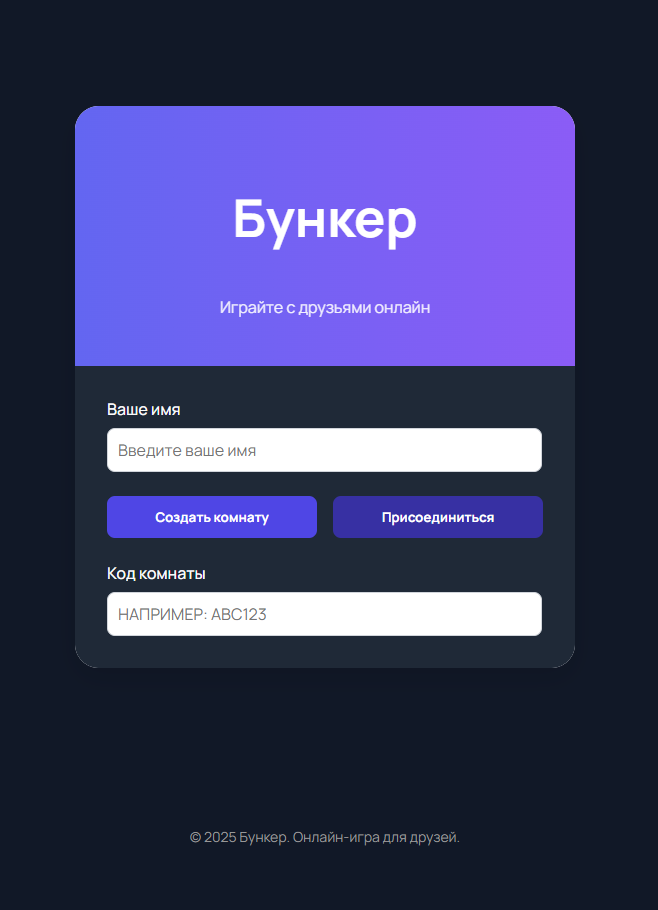 Бункер
Играйте с друзьями онлайн
Ваше имя
Введите ваше имя
Создать комнату
Присоединиться
Код комнаты
НАПРИМЕР: ABC123
© 2025 Бункер. Онлайн-игра для друзей.